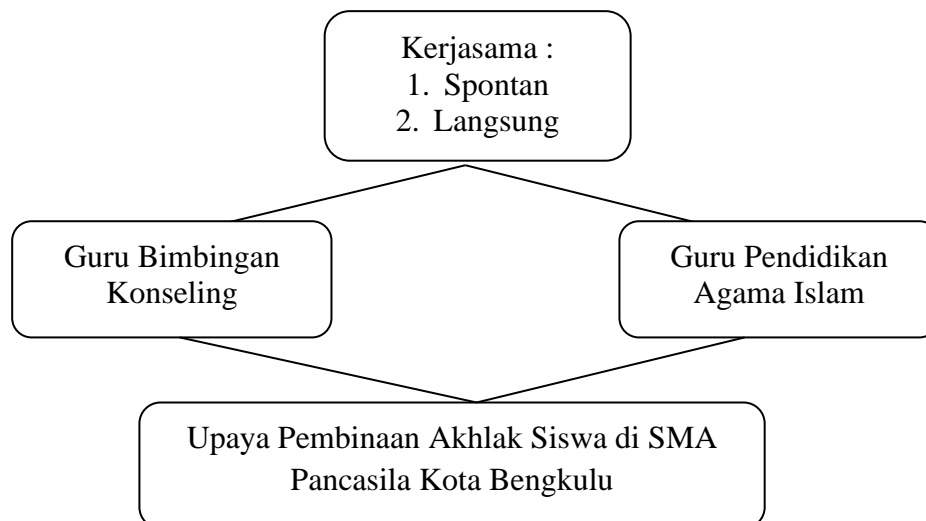 Kerjasama :
1. Spontan
2. Langsung
Guru Bimbingan
Konseling
Guru Pendidikan
Agama Islam
Upaya Pembinaan Akhlak Siswa di SMA
Pancasila Kota Bengkulu